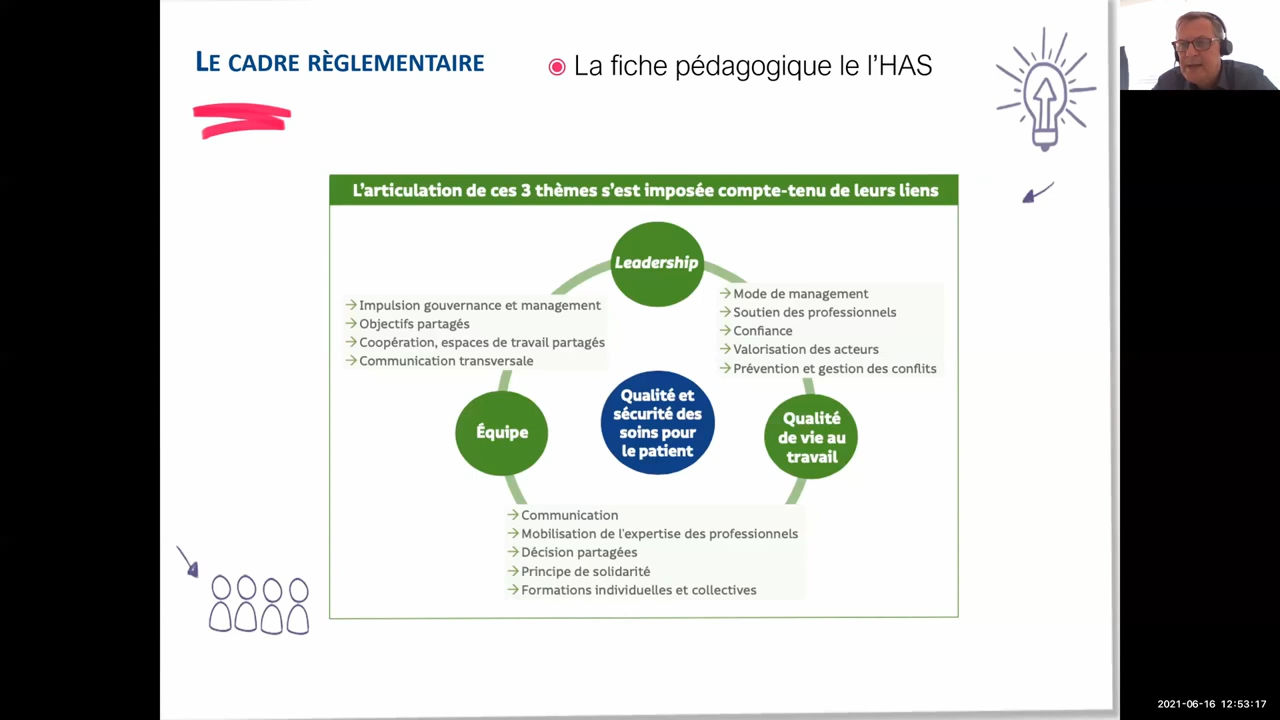 LE CADRE RÈGLEMENTAIRE
La fiche pédagogique le l’HAS
L’articulation de ces 3 thèmes s’est imposée compte-tenu de leurs liens
Leadership
→ Impulsion gouvernance et management
→ Objectifs partagés
→ Coopération, espaces de travail partagés
→ Communication transversale
→ Mode de management
→ Soutien des professionnels
→ Confiance
→ Valorisation des acteurs
→ Prévention et gestion des conflits
Équipe
Qualité et
sécurité des
soins pour
le patient
Qualité
de vie au
travail
→ Communication
→ Mobilisation de l'expertise des professionnels
→ Décision partagées
→ Principe de solidarité
→ Formations individuelles et collectives
2021-06-16 12:53:17